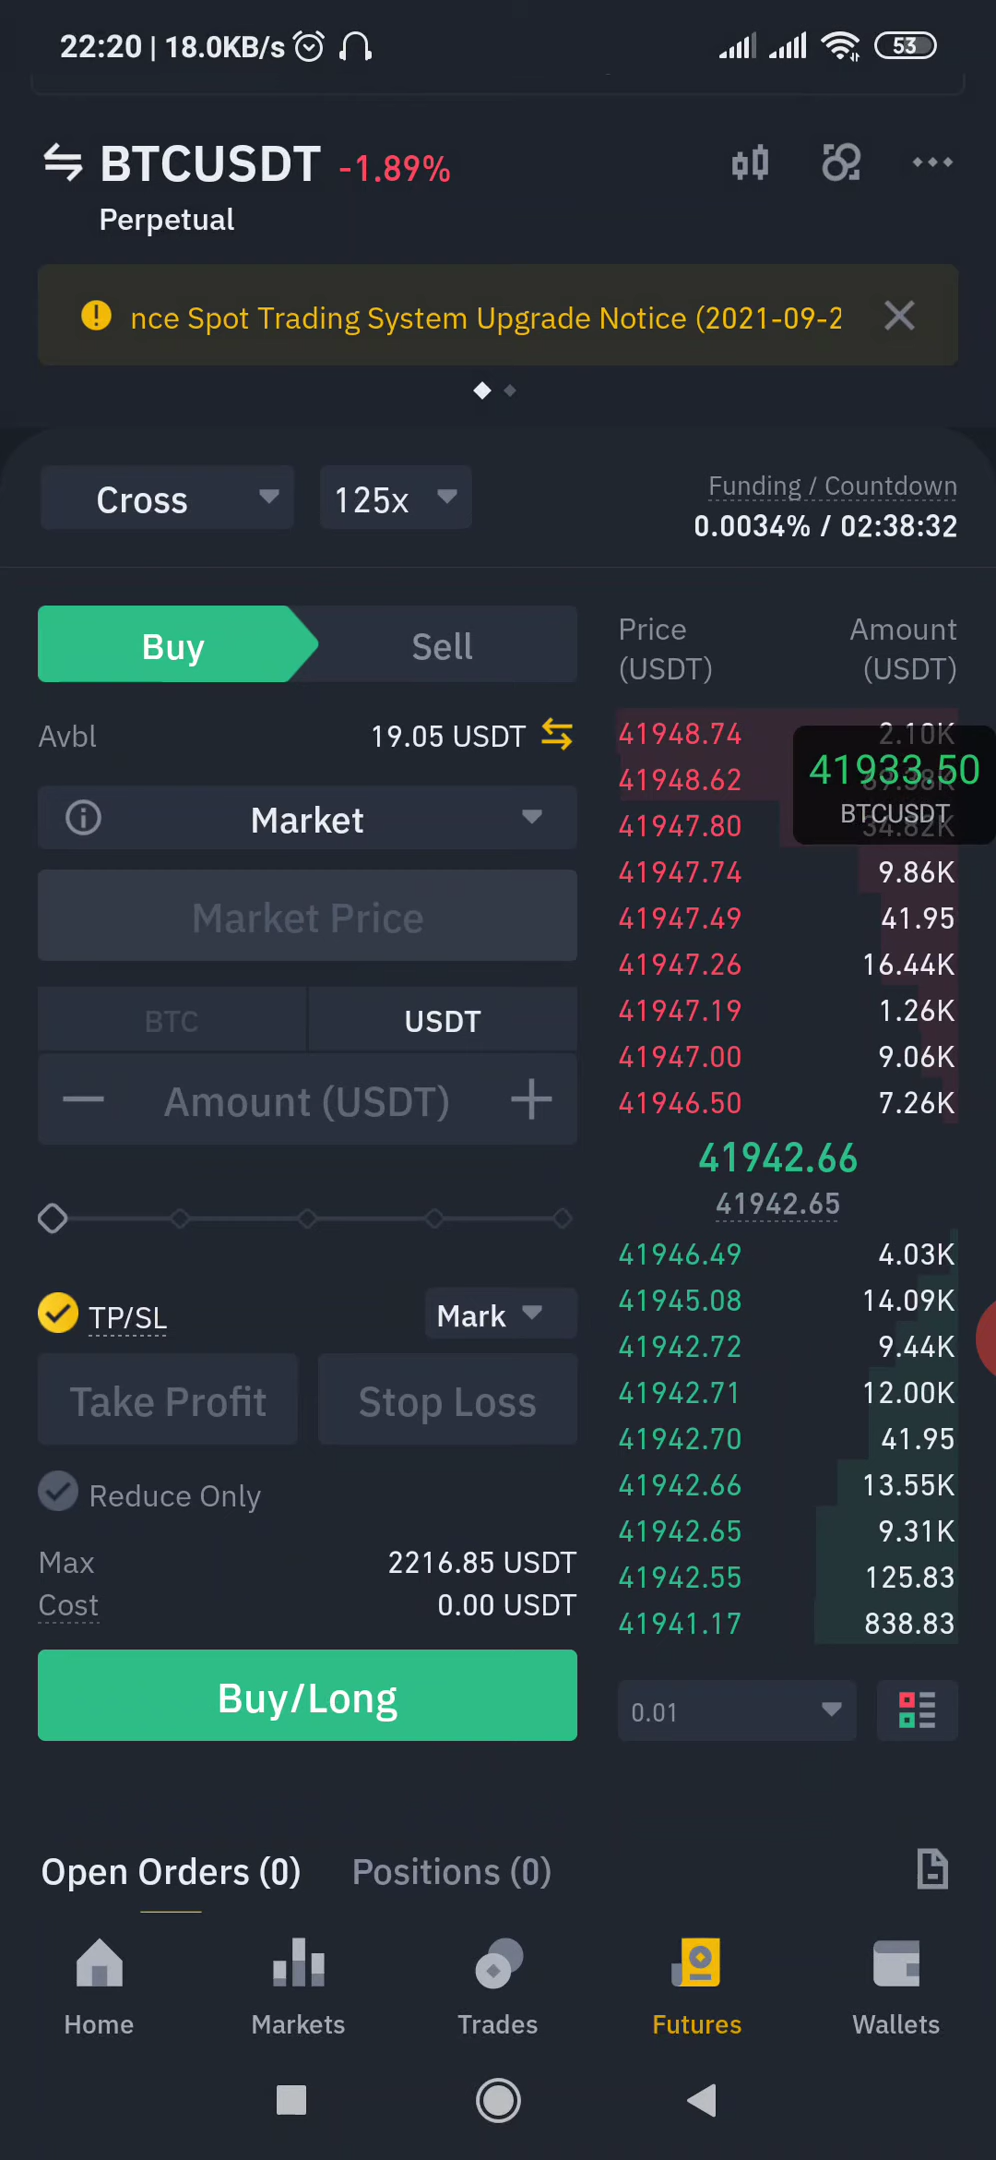 22:20 | 18.0KB/s 53
BTCUSDT -1.89%
Perpetual
nce Spot Trading System Upgrade Notice (2021-09-2
Cross 125x Funding / Countdown
0.0034% / 02:38:32
Buy Sell
Price (USDT) Amount (USDT)
Avbl 19.05 USDT
Market
Market Price
BTC USDT
Amount (USDT)
TP/SL Mark
Take Profit Stop Loss
Reduce Only
Max 2216.85 USDT
Cost 0.00 USDT
Buy/Long
41948.74 2.10K
41948.62 69.38K
41933.50
BTCUSDT
41947.80 34.82K
41947.74 9.86K
41947.49 41.95
41947.26 16.44K
41947.19 1.26K
41947.00 9.06K
41946.50 7.26K
41942.66
41942.65
41946.49 4.03K
41945.08 14.09K
41942.72 9.44K
41942.71 12.00K
41942.70 41.95
41942.66 13.55K
41942.65 9.31K
41942.55 125.83
41941.17 838.83
0.01
Open Orders (0) Positions (0)
Home Markets Trades Futures Wallets